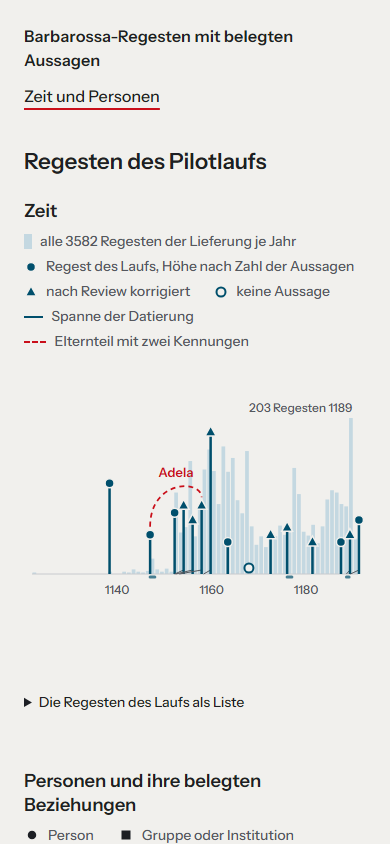 Barbarossa-Regesten mit belegten
Aussagen
Zeit und Personen
Regesten des Pilotlaufs
Zeit
alle 3582 Regesten der Lieferung je Jahr
Regest des Laufs, Höhe nach Zahl der Aussagen
nach Review korrigiert keine Aussage
Spanne der Datierung
Elternteil mit zwei Kennungen
203 Regesten 1189
Adela
1140 1160 1180
Die Regesten des Laufs als Liste
Personen und ihre belegten
Beziehungen
Person Gruppe oder Institution